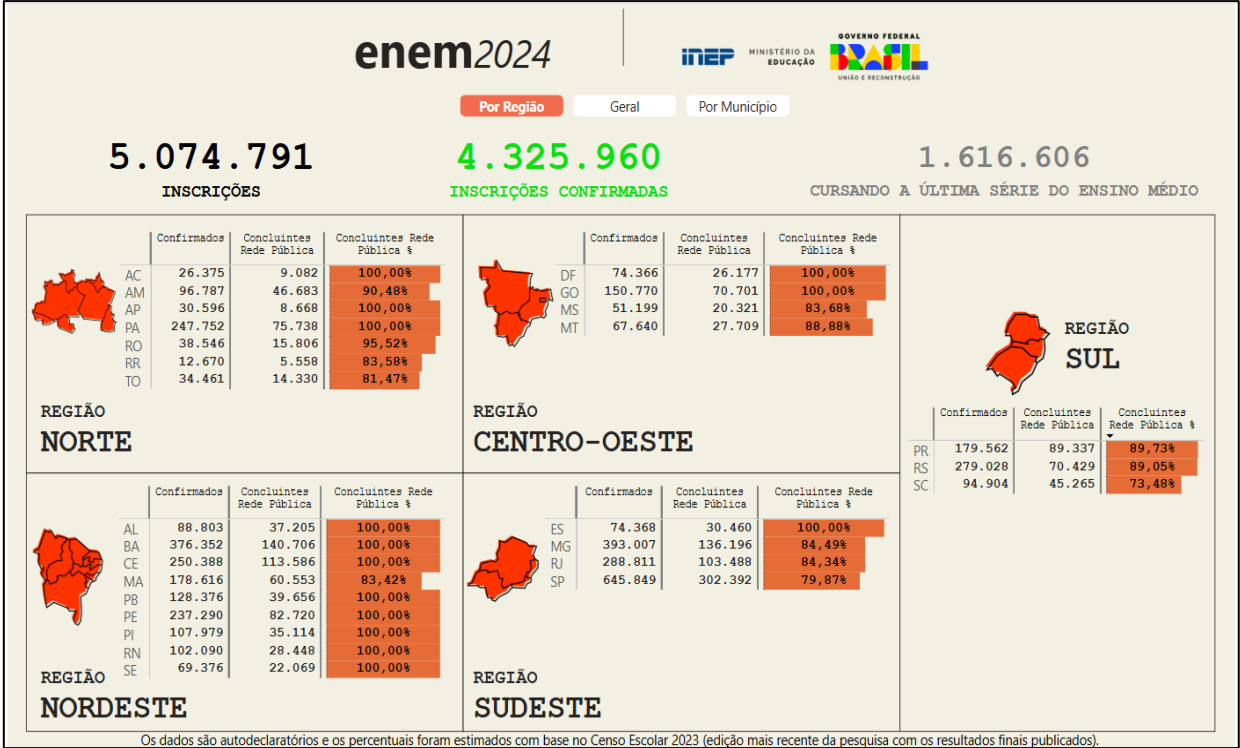 enem2024
inep
MINISTÉRIO DA
EDUCAÇÃO
GOVERNO FEDERAL
BRASIL
UNIÃO E RECONSTRUÇÃO
Por Região Geral Por Município
5.074.791
INSCRIÇÕES
4.325.960
INSCRIÇÕES CONFIRMADAS
1.616.606
CURSANDO A ÚLTIMA SÉRIE DO ENSINO MÉDIO
Confirmados Concluintes Rede Pública Concluintes Rede Pública %
AC 26.375 9.082 100,00%
AM 96.787 46.683 90,48%
AP 30.596 8.668 100,00%
PA 247.752 75.738 100,00%
RO 38.546 15.806 95,52%
RR 12.670 5.558 83,58%
TO 34.461 14.330 81,47%
REGIÃO
NORTE
Confirmados Concluintes Rede Pública Concluintes Rede Pública %
DF 74.366 26.177 100,00%
GO 150.770 70.701 100,00%
MS 51.199 20.321 83,68%
MT 67.640 27.709 88,88%
REGIÃO
CENTRO-OESTE
REGIÃO
SUL
Confirmados Concluintes Rede Pública Concluintes Rede Pública %
PR 179.562 89.337 89,73%
RS 279.028 70.429 89,05%
SC 94.904 45.265 73,48%
Confirmados Concluintes Rede Pública Concluintes Rede Pública %
AL 88.803 37.205 100,00%
BA 376.352 140.706 100,00%
CE 250.388 113.586 100,00%
MA 178.616 60.553 83,42%
PB 128.376 39.656 100,00%
PE 237.290 82.720 100,00%
PI 107.979 35.114 100,00%
RN 102.090 28.448 100,00%
SE 69.376 22.069 100,00%
REGIÃO
NORDESTE
Confirmados Concluintes Rede Pública Concluintes Rede Pública %
ES 74.368 30.460 100,00%
MG 393.007 136.196 84,49%
RJ 288.811 103.488 84,34%
SP 645.849 302.392 79,87%
REGIÃO
SUDESTE
Os dados são autodeclaratórios e os percentuais foram estimados com base no Censo Escolar 2023 (edição mais recente da pesquisa com os resultados finais publicados).